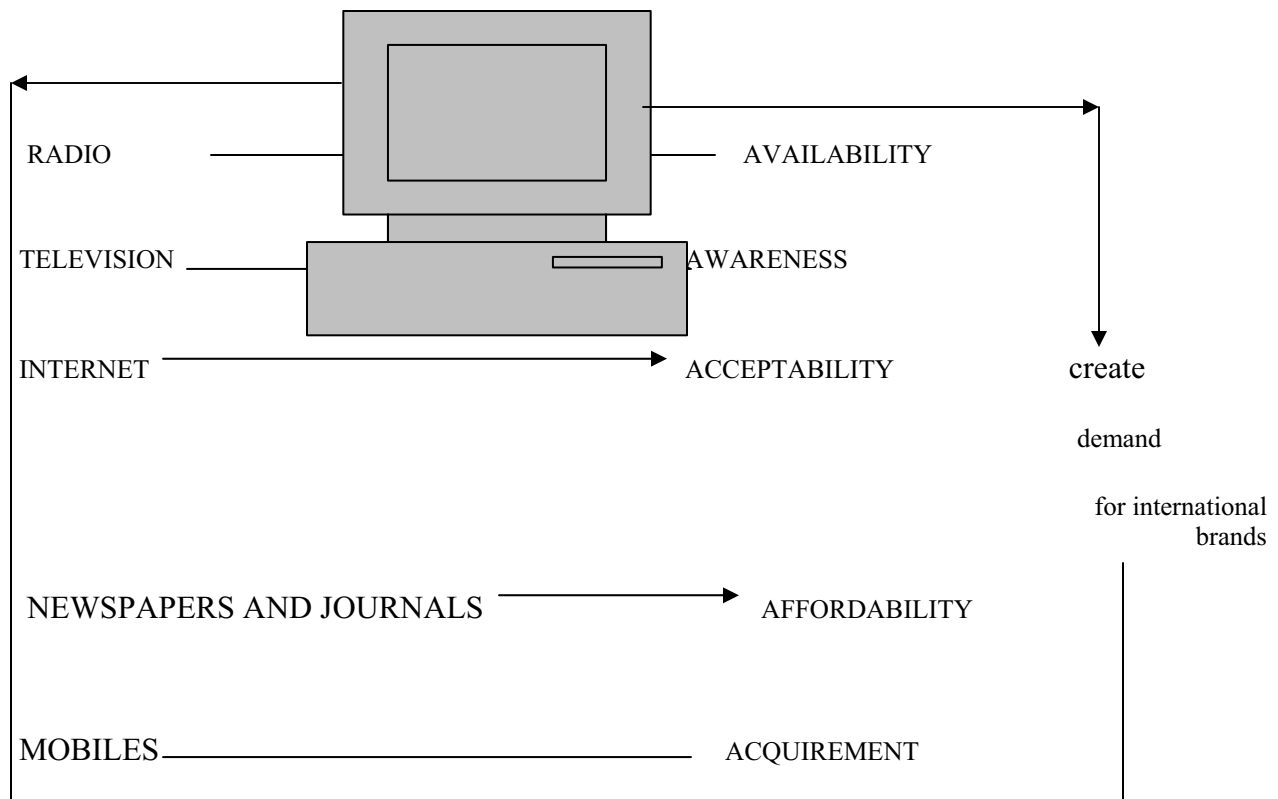 RADIO
AVAILABILITY
TELEVISION
AWARENESS
INTERNET
ACCEPTABILITY
create
demand
for international
brands
NEWSPAPERS AND JOURNALS
AFFORDABILITY
MOBILES
ACQUIREMENT